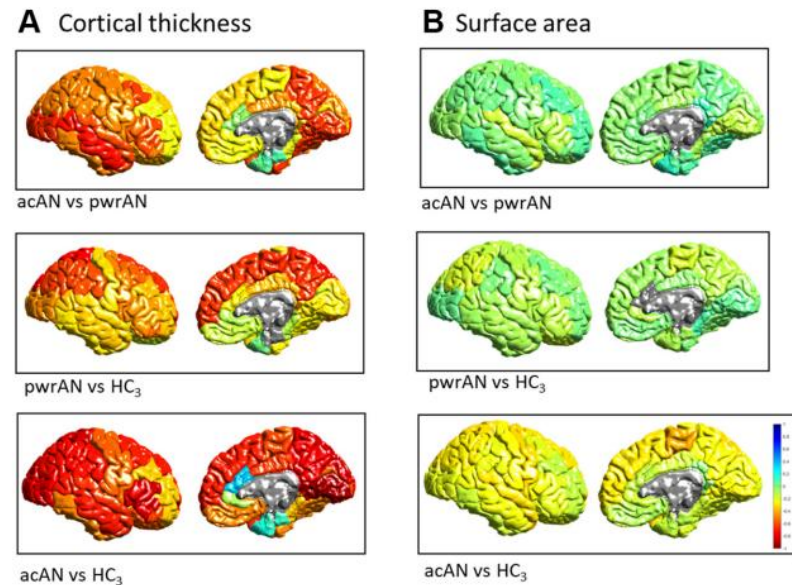 A Cortical thickness
B Surface area
acAN vs pwrAN
acAN vs pwrAN
pwrAN vs HC₃
pwrAN vs HC₃
acAN vs HC₃
acAN vs HC₃